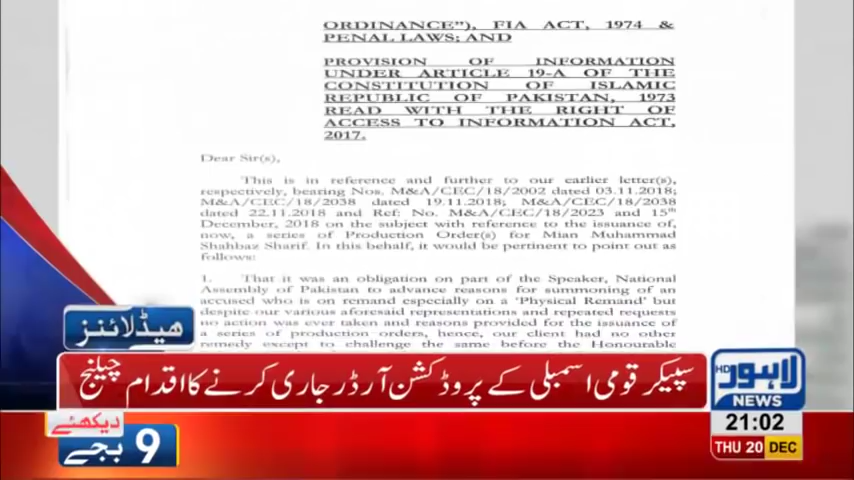 ORDINANCE"), FIA ACT, 1974 &
PENAL LAWS; AND
PROVISION OF INFORMATION
UNDER ARTICLE 19-A OF THE
CONSTITUTION OF ISLAMIC
REPUBLIC OF PAKISTAN, 1973
READ WITH THE RIGHT OF
ACCESS TO INFORMATION ACT,
2017.
Dear Sir(s),
This is in reference and further to our earlier letter(s),
respectively, bearing Nos. M&A/CEC/18/2002 dated 03.11.2018;
M&A/CEC/18/2038 dated 19.11.2018; M&A/CEC/18/2038
dated 22.11.2018 and Ref: No. M&A/CEC/18/2023 and 15th
December, 2018 on the subject with reference to the issuance of,
now, a series of Production Order(s) for Mian Muhammad
Shahbaz Sharif. In this behalf, it would be pertinent to point out as
follows:
1. That it was an obligation on part of the Speaker, National
Assembly of Pakistan to advance reasons for summoning of an
accused who is on remand especially on a 'Physical Remand' but
despite our various aforesaid representations and repeated requests
no action was ever taken and reasons provided for the issuance of
a series of production orders, hence, our client had no other
remedy except to challenge the same before the Honourable
ہیڈلائنز
سپیکر قومی اسمبلی کے پروڈکشن آرڈر جاری کرنے کا اقدام چیلنج
لاہور HD
NEWS
21:02
THU 20 DEC
دیکھئے
9 بجے